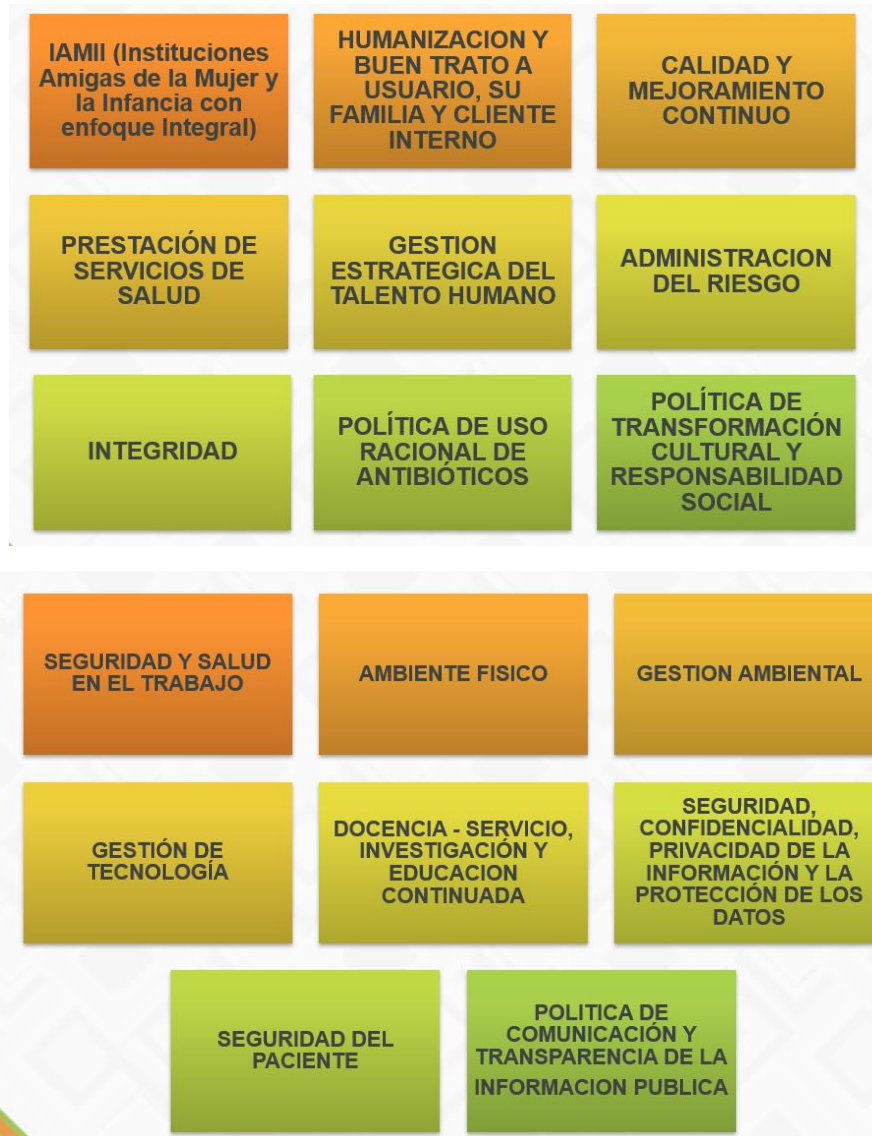 IAMII (Instituciones
Amigas de la Mujer y
la Infancia con
enfoque Integral)
HUMANIZACION Y
BUEN TRATO A
USUARIO, SU
FAMILIA Y CLIENTE
INTERNO
CALIDAD Y
MEJORAMIENTO
CONTINUO
PRESTACIÓN DE
SERVICIOS DE
SALUD
GESTION
ESTRATEGICA DEL
TALENTO HUMANO
ADMINISTRACION
DEL RIESGO
INTEGRIDAD
POLÍTICA DE USO
RACIONAL DE
ANTIBIÓTICOS
POLÍTICA DE
TRANSFORMACIÓN
CULTURAL Y
RESPONSABILIDAD
SOCIAL
SEGURIDAD Y SALUD
EN EL TRABAJO
AMBIENTE FISICO
GESTION AMBIENTAL
GESTIÓN DE
TECNOLOGÍA
DOCENCIA - SERVICIO,
INVESTIGACIÓN Y
EDUCACION
CONTINUADA
SEGURIDAD,
CONFIDENCIALIDAD,
PRIVACIDAD DE LA
INFORMACIÓN Y LA
PROTECCIÓN DE LOS
DATOS
SEGURIDAD DEL
PACIENTE
POLITICA DE
COMUNICACIÓN Y
TRANSPARENCIA DE LA
INFORMACION PUBLICA